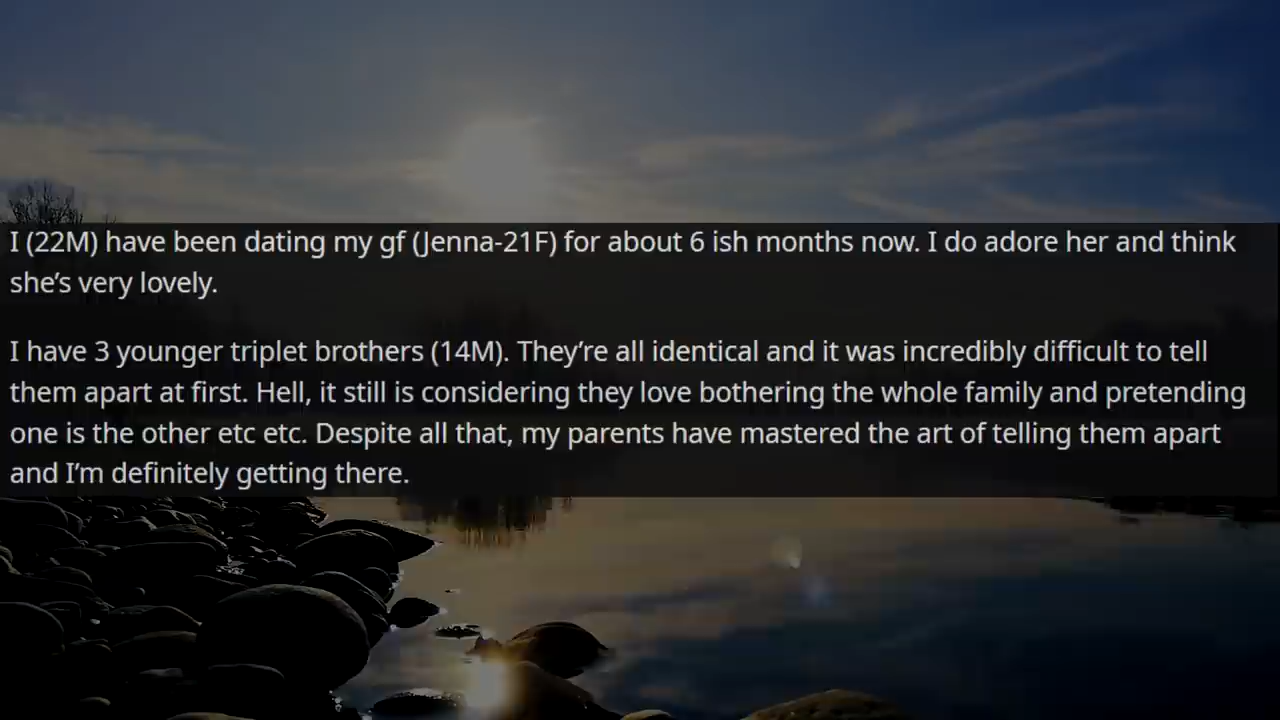 I (22M) have been dating my gf (Jenna-21F) for about 6 ish months now. I do adore her and think
she’s very lovely.
I have 3 younger triplet brothers (14M). They’re all identical and it was incredibly difficult to tell
them apart at first. Hell, it still is considering they love bothering the whole family and pretending
one is the other etc etc. Despite all that, my parents have mastered the art of telling them apart
and I’m definitely getting there.